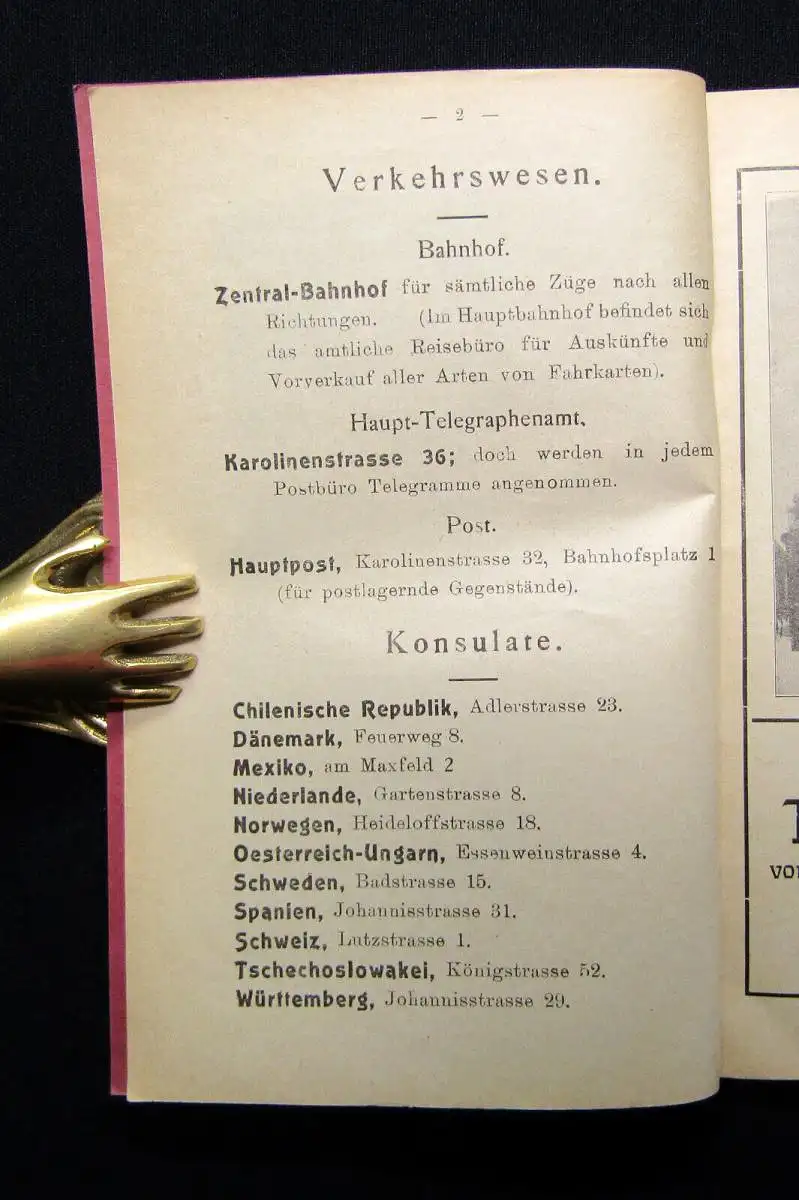 — 2 —
Verkehrswesen.
Bahnhof.
Zentral-Bahnhof für sämtliche Züge nach allen
Richtungen. (Im Hauptbahnhof befindet sich
das amtliche Reisebüro für Auskünfte und
Vorverkauf aller Arten von Fahrkarten).
Haupt-Telegraphenamt.
Karolinenstrasse 36; doch werden in jedem
Postbüro Telegramme angenommen.
Post.
Hauptpost, Karolinenstrasse 32, Bahnhofsplatz 1
(für postlagernde Gegenstände).
Konsulate.
Chilenische Republik, Adlerstrasse 23.
Dänemark, Feuerweg 8.
Mexiko, am Maxfeld 2
Niederlande, Gartenstrasse 8.
Norwegen, Heideloffstrasse 18.
Oesterreich-Ungarn, Essenweinstrasse 4.
Schweden, Badstrasse 15.
Spanien, Johannisstrasse 31.
Schweiz, Lutzstrasse 1.
Tschechoslowakei, Königstrasse 52.
Württemberg, Johannisstrasse 29.